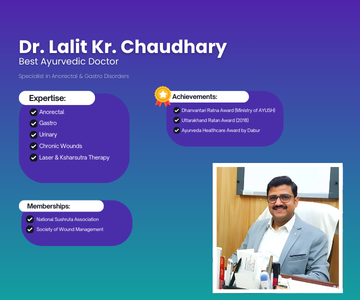 Dr. Lalit Kr. Chaudhary
Best Ayurvedic Doctor
Specialist in Anorectal & Gastro Disorders
Expertise:
Anorectal
Gastro
Urinary
Chronic Wounds
Laser & Ksharsutra Therapy
Achievements:
Dhanvantari Ratna Award (Ministry of AYUSH)
Uttarakhand Ratan Award (2018)
Ayurveda Healthcare Award by Dabur
Memberships:
National Sushruta Association
Society of Wound Management